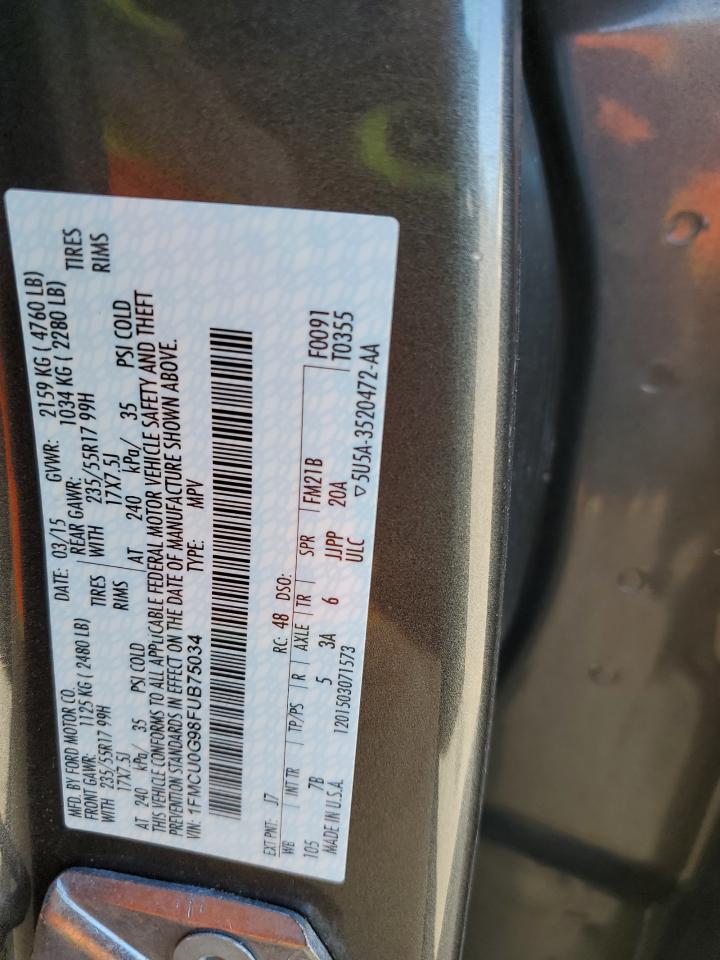 MFD. BY FORD MOTOR CO. DATE: 03/15 GVWR: 2159 KG ( 4760 LB)
FRONT GAWR: 1125 KG ( 2480 LB) REAR GAWR: 1034 KG ( 2280 LB)
WITH 235/55R17 99H TIRES WITH 235/55R17 99H TIRES
17X7.5J RIMS 17X7.5J RIMS
AT 240 kPa/ 35 PSI COLD AT 240 kPa/ 35 PSI COLD
THIS VEHICLE CONFORMS TO ALL APPLICABLE FEDERAL MOTOR VEHICLE SAFETY AND THEFT
PREVENTION STANDARDS IN EFFECT ON THE DATE OF MANUFACTURE SHOWN ABOVE.
VIN: 1FMCU0G98FUB75034 TYPE: MPV
EXT PNT: J7 RC: 48 DSO: F0091
WB INT TR TP/PS R AXLE TR SPR FM21B T0355
105 7B 5 3A 6 JJPP 20A
MADE IN U.S.A. 1201503071573 ULC ▽5U5A-3520472-AA